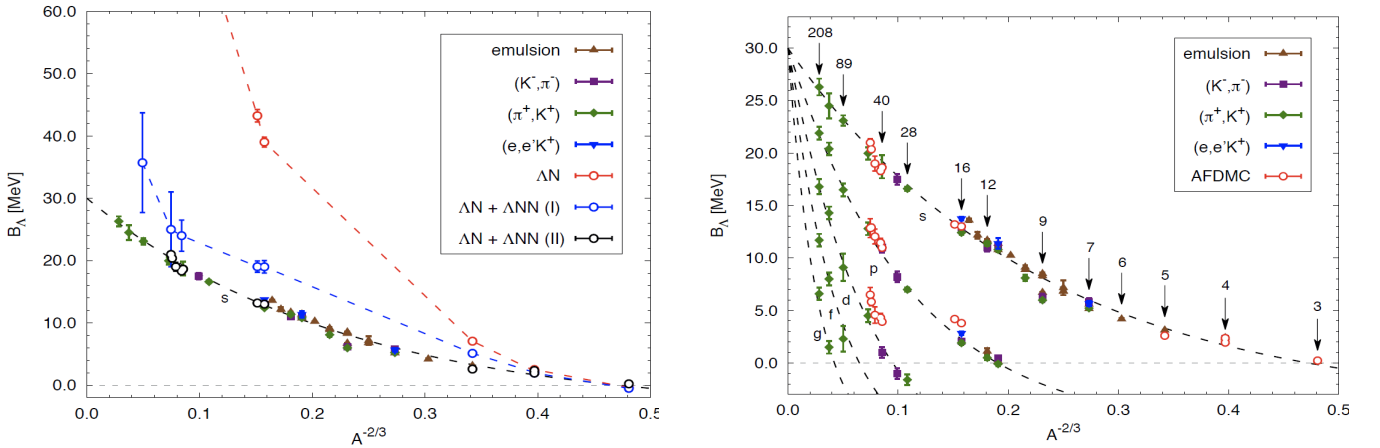 60.0
50.0
40.0
30.0
20.0
10.0
0.0
B_Λ [MeV]
emulsion
(K⁻,π⁻)
(π⁺,K⁺)
(e,e'K⁺)
ΛN
ΛN + ΛNN (I)
ΛN + ΛNN (II)
s
0.0 0.1 0.2 0.3 0.4 0.5
A^-2/3
30.0
25.0
20.0
15.0
10.0
5.0
0.0
B_Λ [MeV]
208
89
40
28
16
12
9
7
6
5
4
3
emulsion
(K⁻,π⁻)
(π⁺,K⁺)
(e,e'K⁺)
AFDMC
s
p
d
f
g
0.0 0.1 0.2 0.3 0.4 0.5
A^-2/3